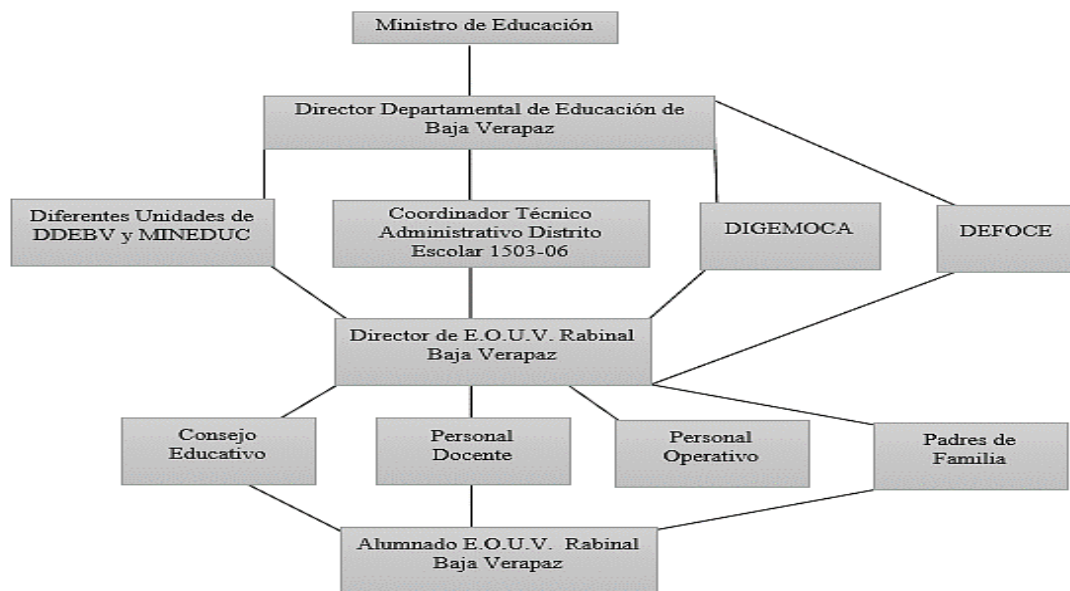 Ministro de Educación
Director Departamental de Educación de
Baja Verapaz
Diferentes Unidades de
DDEBV y MINEDUC
Coordinador Técnico
Administrativo Distrito
Escolar 1503-06
DIGEMOCA
DEFOCE
Director de E.O.U.V. Rabinal
Baja Verapaz
Consejo
Educativo
Personal
Docente
Personal
Operativo
Padres de
Familia
Alumnado E.O.U.V. Rabinal
Baja Verapaz